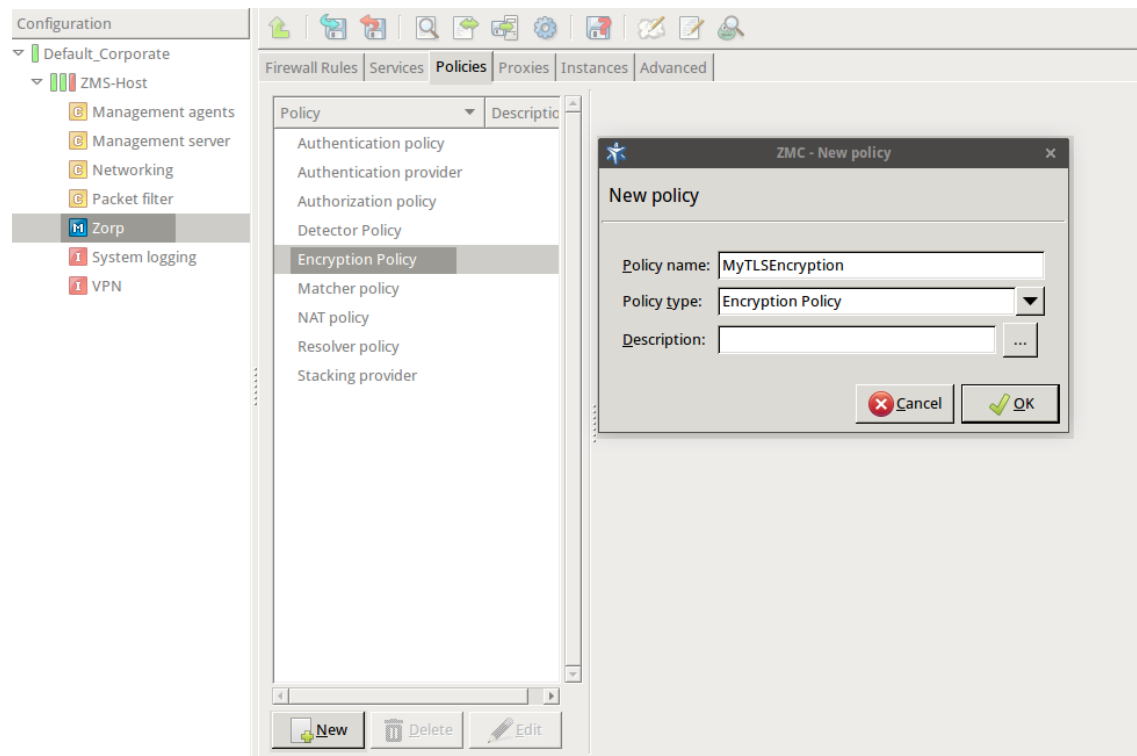 Configuration
Default_Corporate
ZMS-Host
C Management agents
C Management server
C Networking
C Packet filter
M Zorp
I System logging
I VPN
Firewall Rules Services Policies Proxies Instances Advanced
Policy Descriptio
Authentication policy
Authentication provider
Authorization policy
Detector Policy
Encryption Policy
Matcher policy
NAT policy
Resolver policy
Stacking provider
New Delete Edit
ZMC - New policy
New policy
Policy name: MyTLSEncryption
Policy type: Encryption Policy
Description: ...
Cancel OK